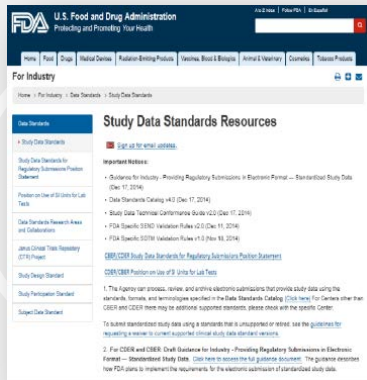 A to Z Index | Follow FDA | En Español
FDA U.S. Food and Drug Administration
Protecting and Promoting Your Health
Home Food Drugs Medical Devices Radiation-Emitting Products Vaccines, Blood & Biologics Animal & Veterinary Cosmetics Tobacco Products
For Industry
Home > For Industry > Data Standards > Study Data Standards
Data Standards
Study Data Standards
Study Data Standards for
Regulatory Submissions Position
Statement
Position on Use of SI Units for Lab
Tests
Data Standards Research Areas
and Collaborations
Janus Clinical Trials Repository
(CTR) Project
Study Design Standard
Study Participation Standard
Subject Data Standard
Study Data Standards Resources
Sign up for email updates.
Important Notices:
• Guidance for Industry - Providing Regulatory Submissions in Electronic Format — Standardized Study Data
(Dec 17, 2014)
• Data Standards Catalog v4.0 (Dec 17, 2014)
• Study Data Technical Conformance Guide v2.0 (Dec 17, 2014)
• FDA Specific SEND Validation Rules v2.0 (Dec 11, 2014)
• FDA Specific SDTM Validation Rules v1.0 (Nov 18, 2014)
CBER/CDER Study Data Standards for Regulatory Submissions Position Statement
CDER/CBER Position on Use of SI Units for Lab Tests
1. The Agency can process, review, and archive electronic submissions that provide study data using the
standards, formats, and terminologies specified in the Data Standards Catalog (Click here) For Centers other than
CBER and CDER there may be additional supported standards, please check with the specific Center.
To submit standardized study data using a standards that is unsupported or retired, see the guidelines for
requesting a waiver to current supported clinical study data standard versions.
2. For CDER and CBER: Draft Guidance for Industry - Providing Regulatory Submissions in Electronic
Format — Standardized Study Data. Click here to access the full guidance document. The guidance describes
how FDA plans to implement the requirements for the electronic submission of standardized study data.